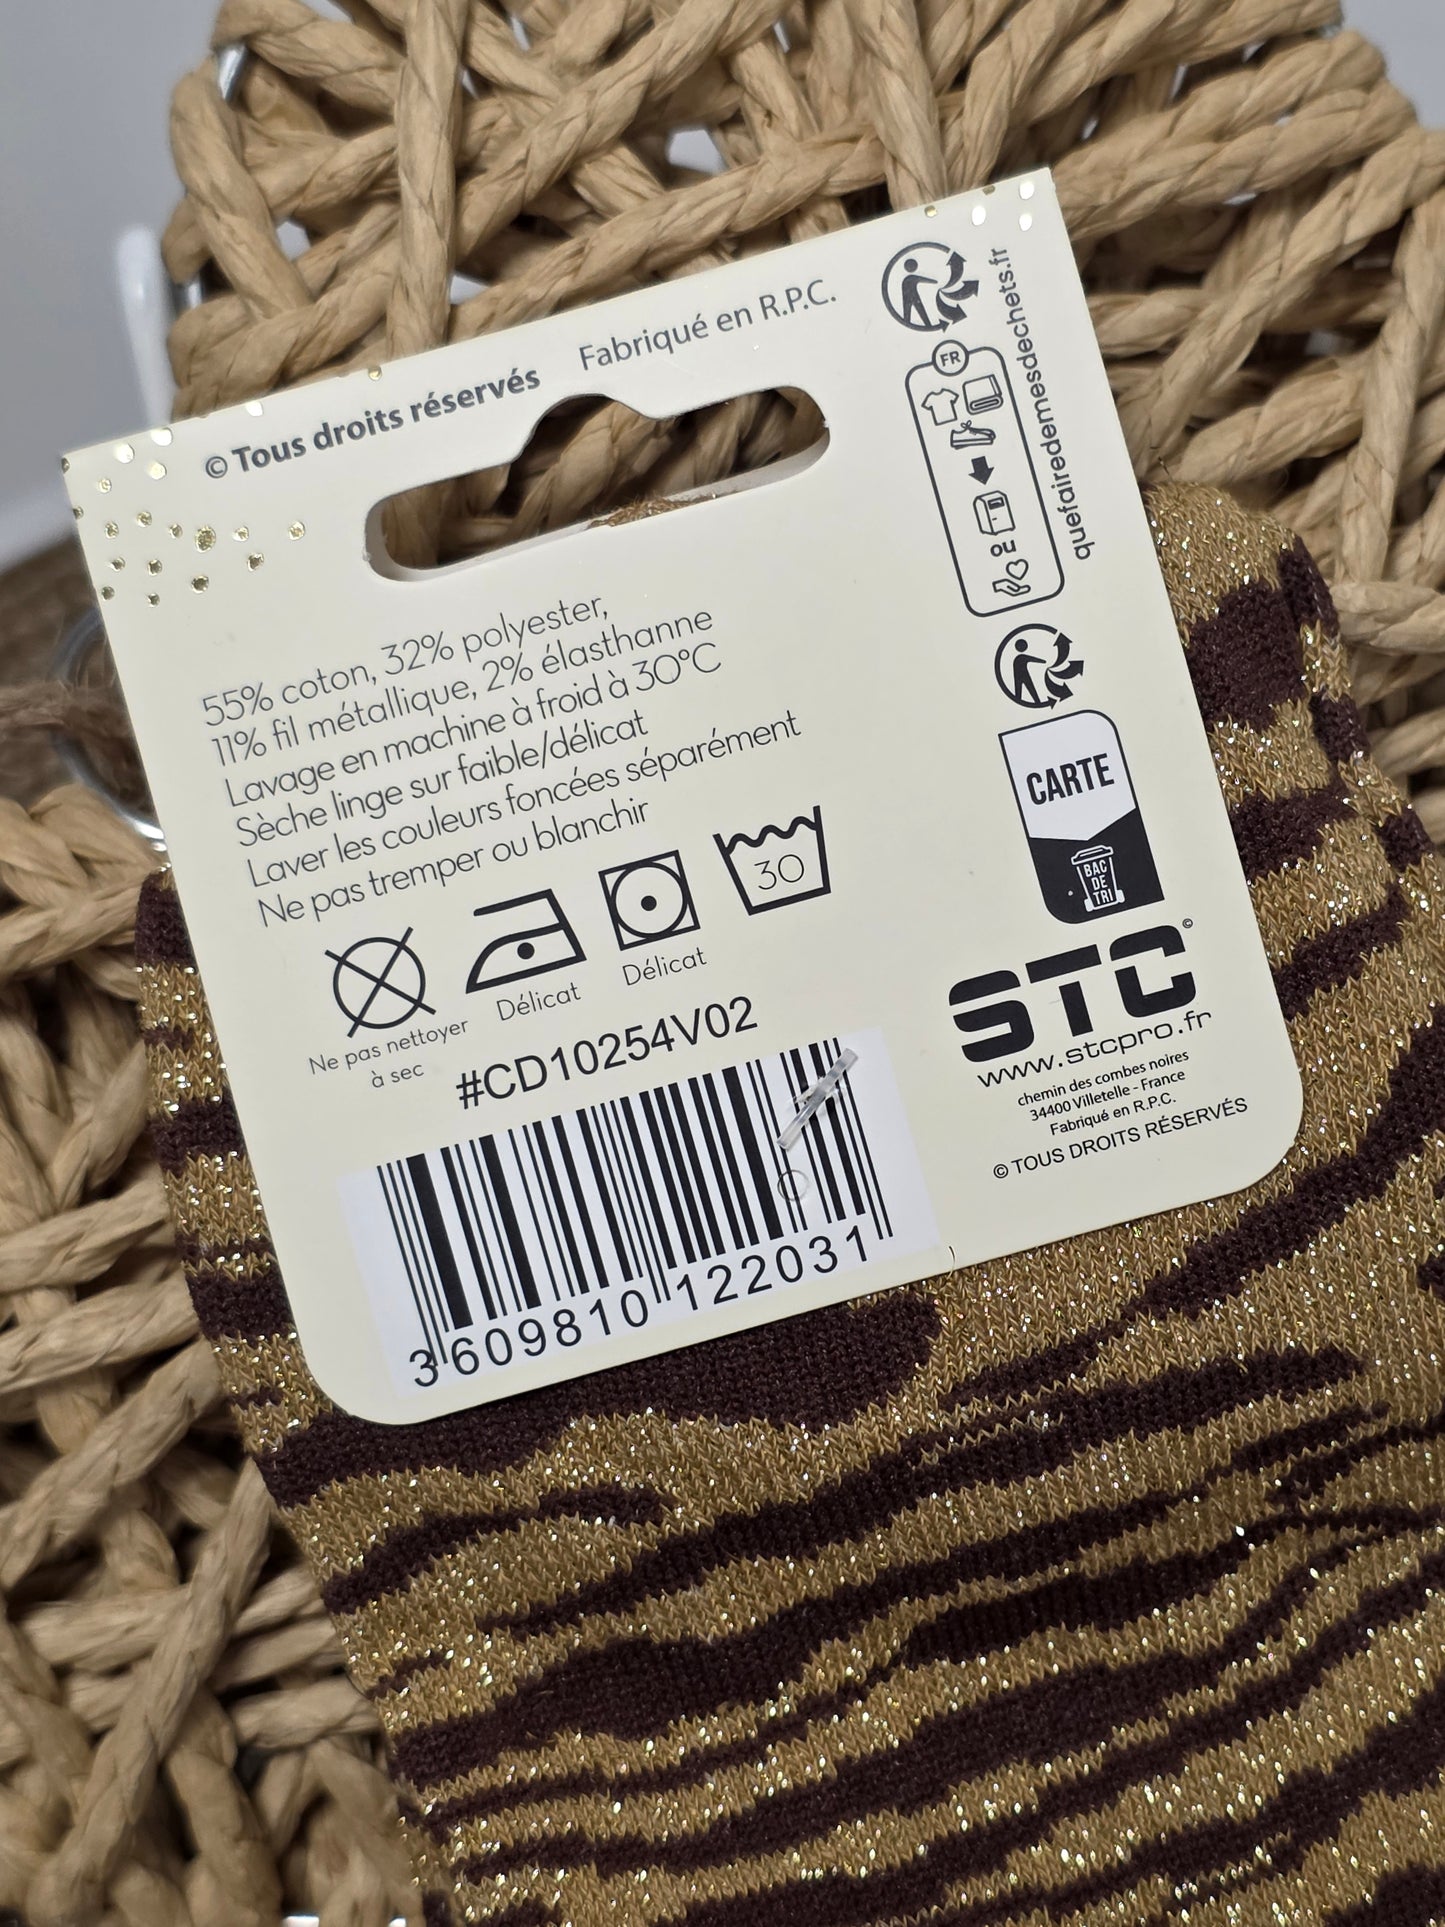 © Tous droits réservés
Fabriqué en R.P.C.
55% coton, 32% polyester,
11% fil métallique, 2% élasthanne
Lavage en machine à froid à 30°C
Sèche linge sur faible/délicat
Laver les couleurs foncées séparément
Ne pas tremper ou blanchir
Ne pas nettoyer
à sec
Délicat
Délicat
30
#CD10254V02
3 609810 122031
FR
OU
quefairedemesdechets.fr
CARTE
BAC
DE
TRI
STC©
www.stcpro.fr
chemin des combes noires
34400 Villetelle - France
Fabriqué en R.P.C.
© TOUS DROITS RÉSERVÉS